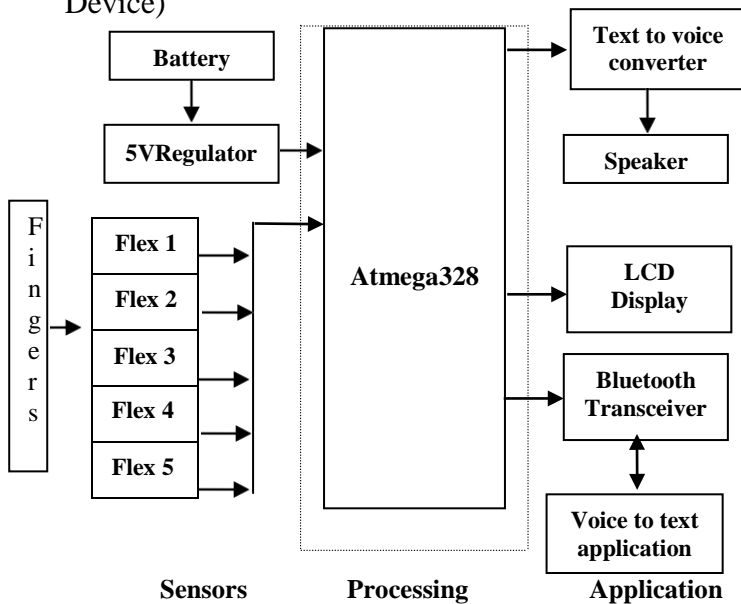 Device)
Battery
5VRegulator
Fingers
Flex 1
Flex 2
Flex 3
Flex 4
Flex 5
Atmega328
Text to voice
converter
Speaker
LCD
Display
Bluetooth
Transceiver
Voice to text
application
Sensors
Processing
Application